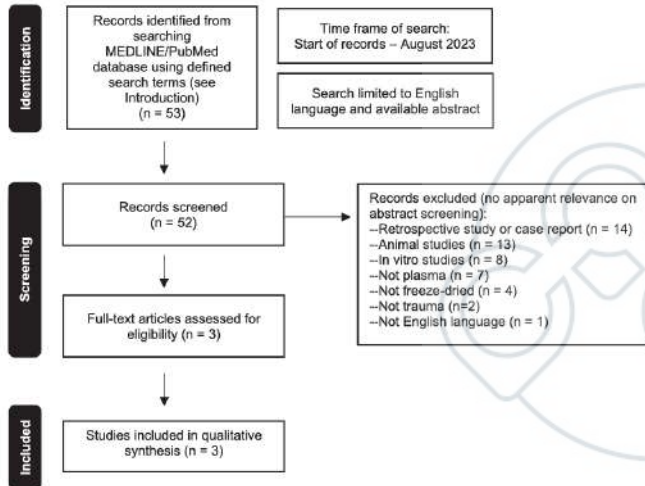 Identification
Records identified from
searching
MEDLINE/PubMed
database using defined
search terms (see
Introduction)
(n = 53)
Time frame of search:
Start of records – August 2023
Search limited to English
language and available abstract
Screening
Records screened
(n = 52)
Records excluded (no apparent relevance on
abstract screening):
--Retrospective study or case report (n = 14)
--Animal studies (n = 13)
--In vitro studies (n = 8)
--Not plasma (n = 7)
--Not freeze-dried (n = 4)
--Not trauma (n=2)
--Not English language (n = 1)
Full-text articles assessed for
eligibility (n = 3)
Included
Studies included in qualitative
synthesis (n = 3)